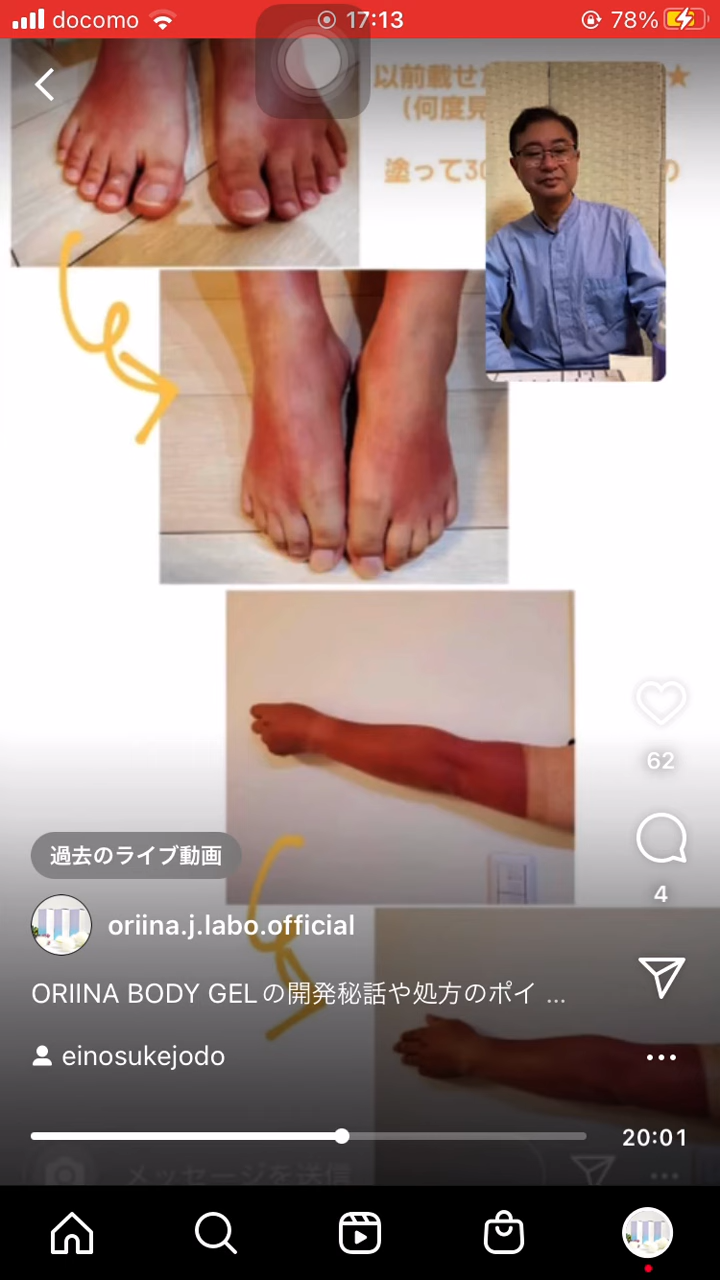 docomo 17:13 78%
以前載せ
★
(何度見
塗って30
の
62
4
過去のライブ動画
oriina.j.labo.official
ORIINA BODY GELの開発秘話や処方のポイ ...
einosukejodo
20:01
メッセージを送信